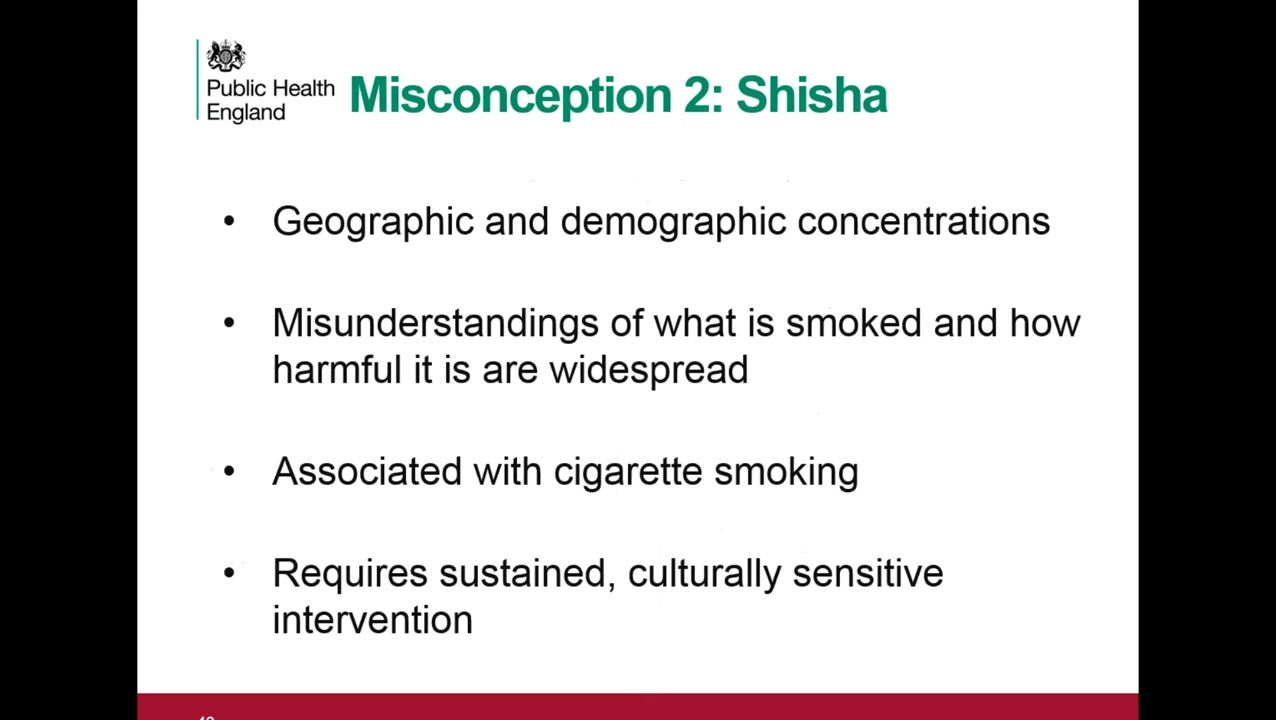 Public Health
England
Misconception 2: Shisha
• Geographic and demographic concentrations
• Misunderstandings of what is smoked and how
harmful it is are widespread
• Associated with cigarette smoking
• Requires sustained, culturally sensitive
intervention